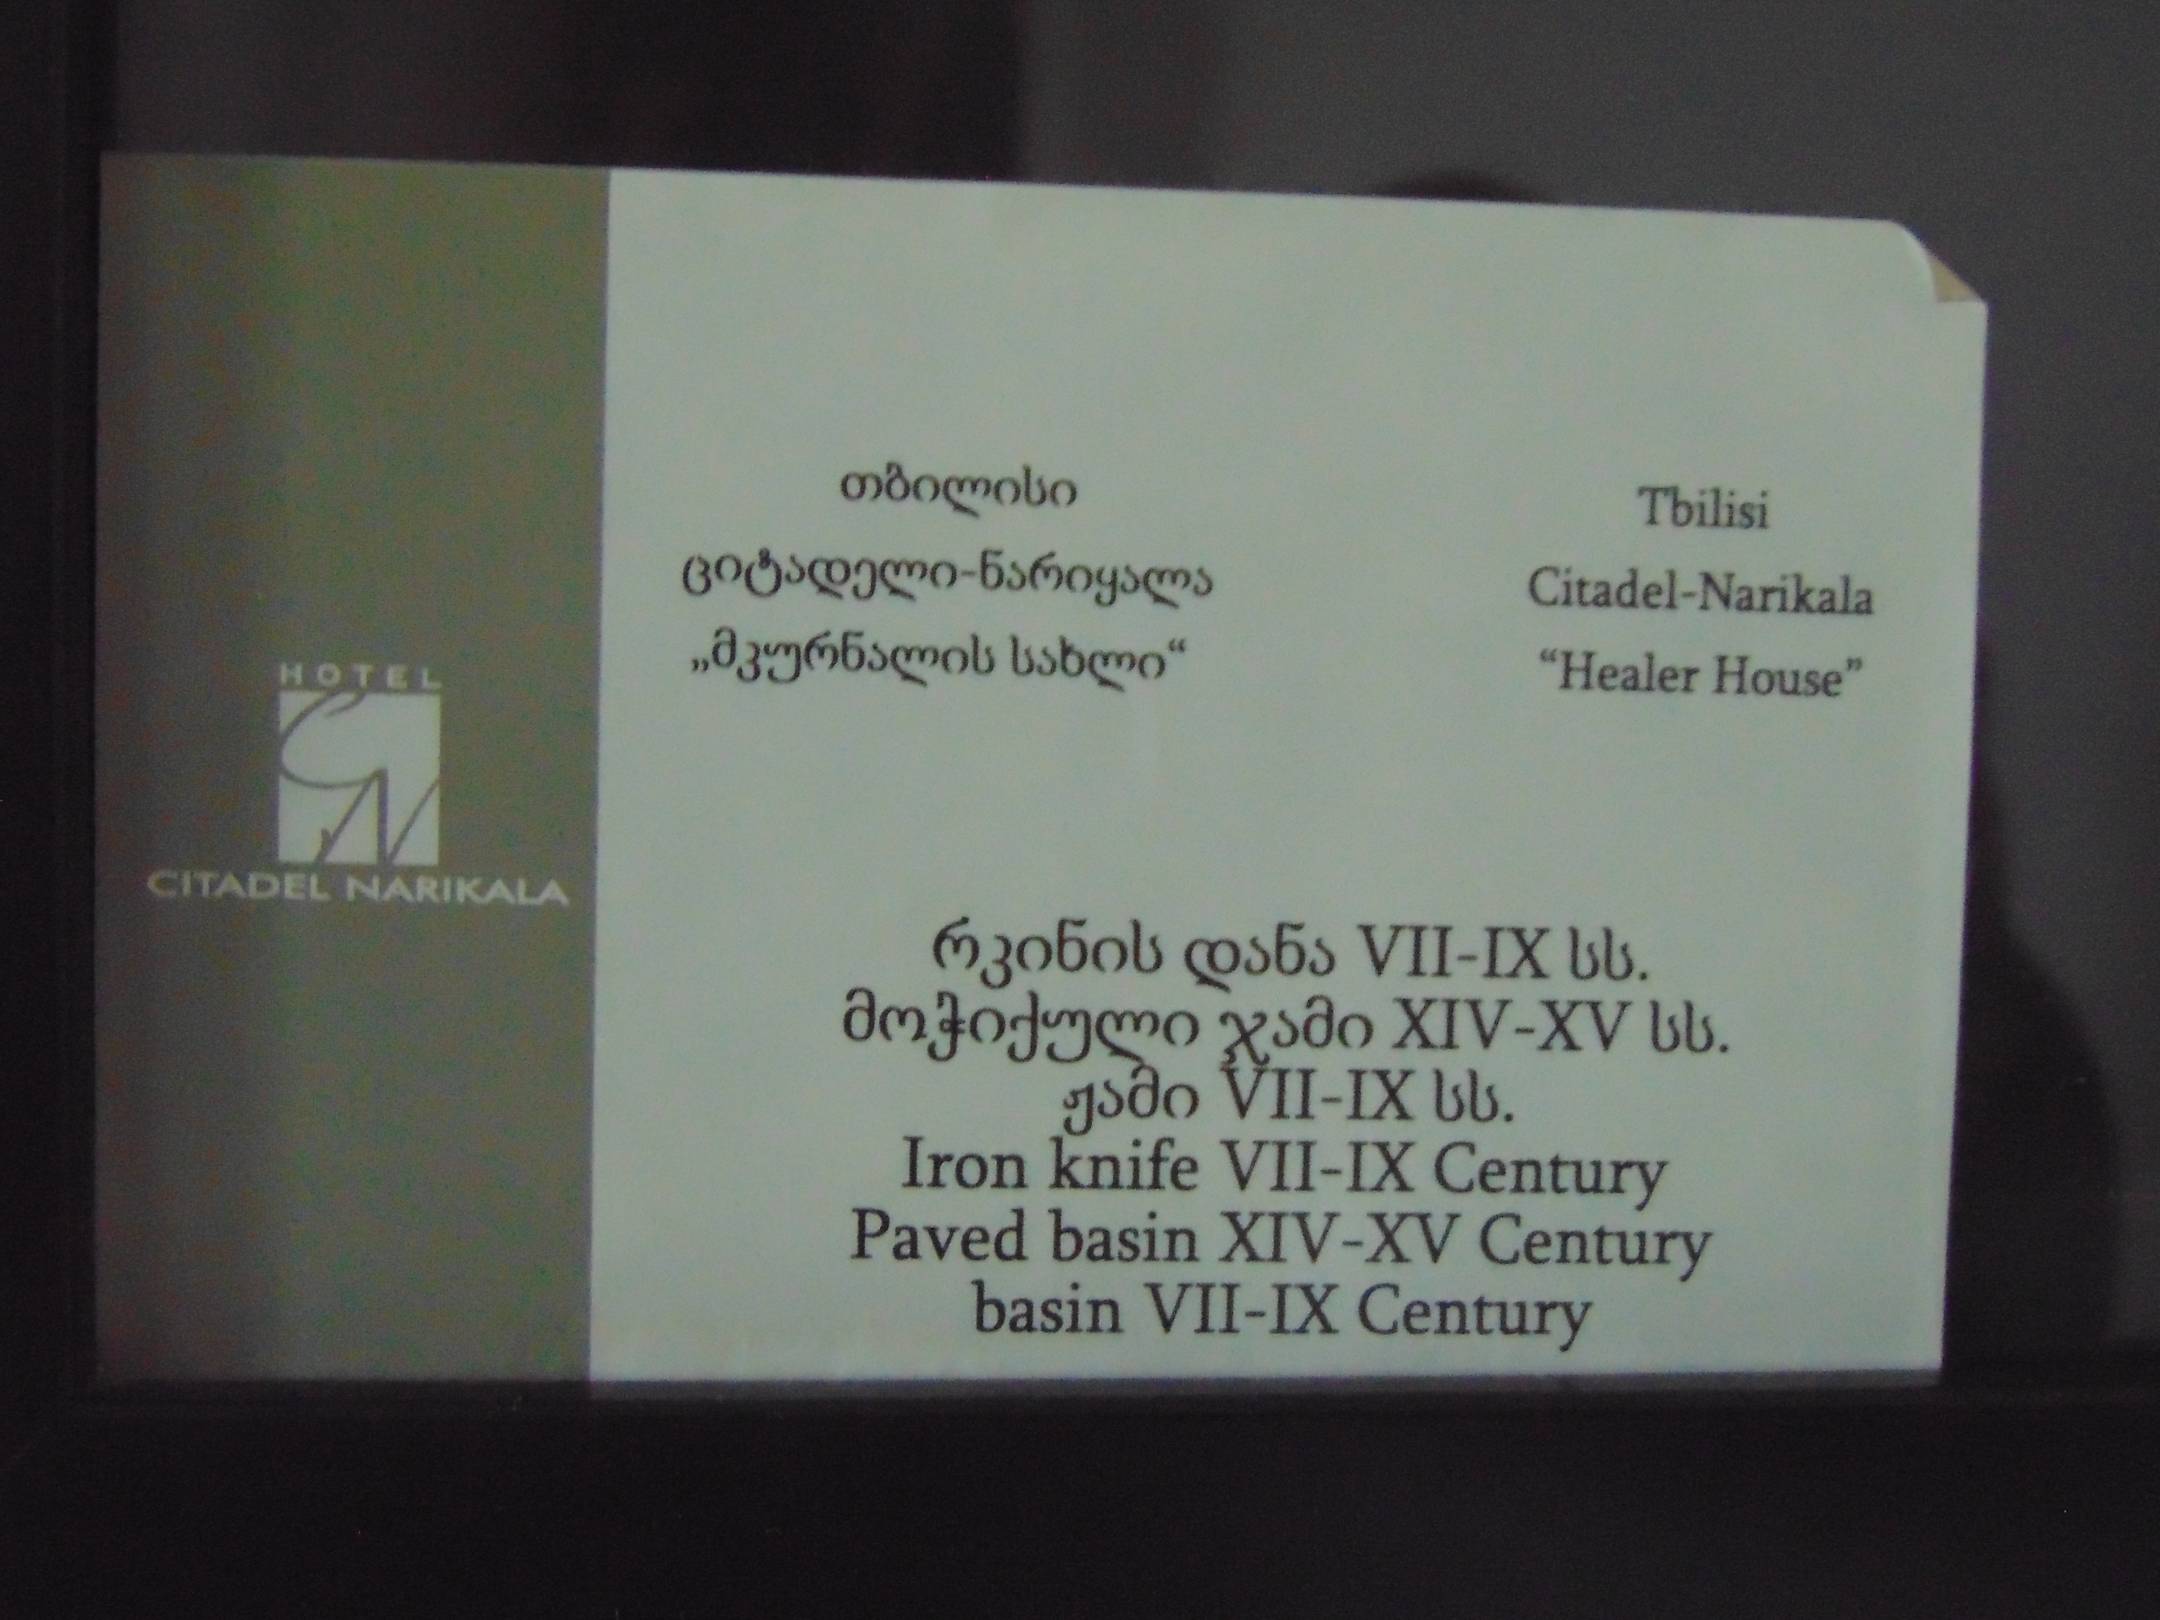 HOTEL
CITADEL NARIKALA
თბილისი
ციტადელი-ნარიყალა
„მკურნალის სახლი“
Tbilisi
Citadel-Narikala
“Healer House”
რკინის დანა VII-IX სს.
მოჭიქული ჯამი XIV-XV სს.
ჟამი VII-IX სს.
Iron knife VII-IX Century
Paved basin XIV-XV Century
basin VII-IX Century